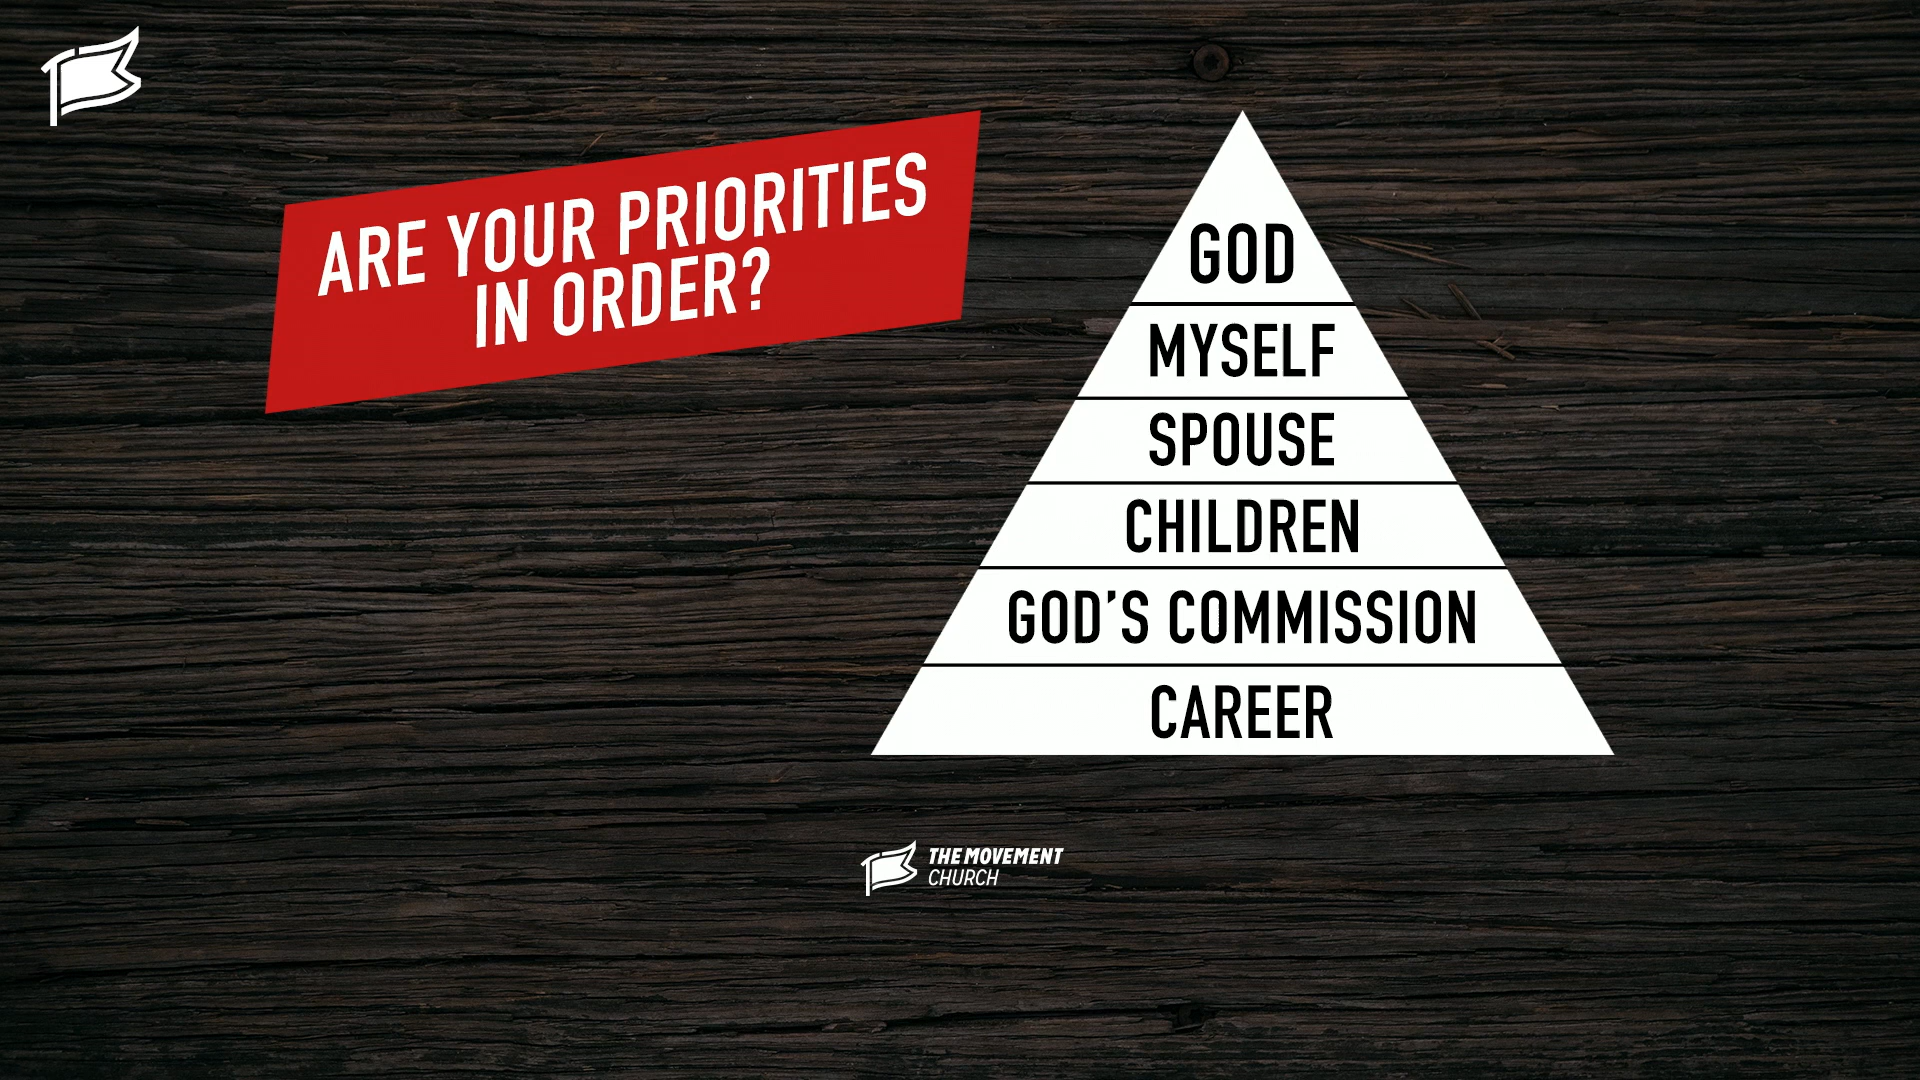 ARE YOUR PRIORITIES
IN ORDER?
GOD
MYSELF
SPOUSE
CHILDREN
GOD'S COMMISSION
CAREER
THE MOVEMENT
CHURCH